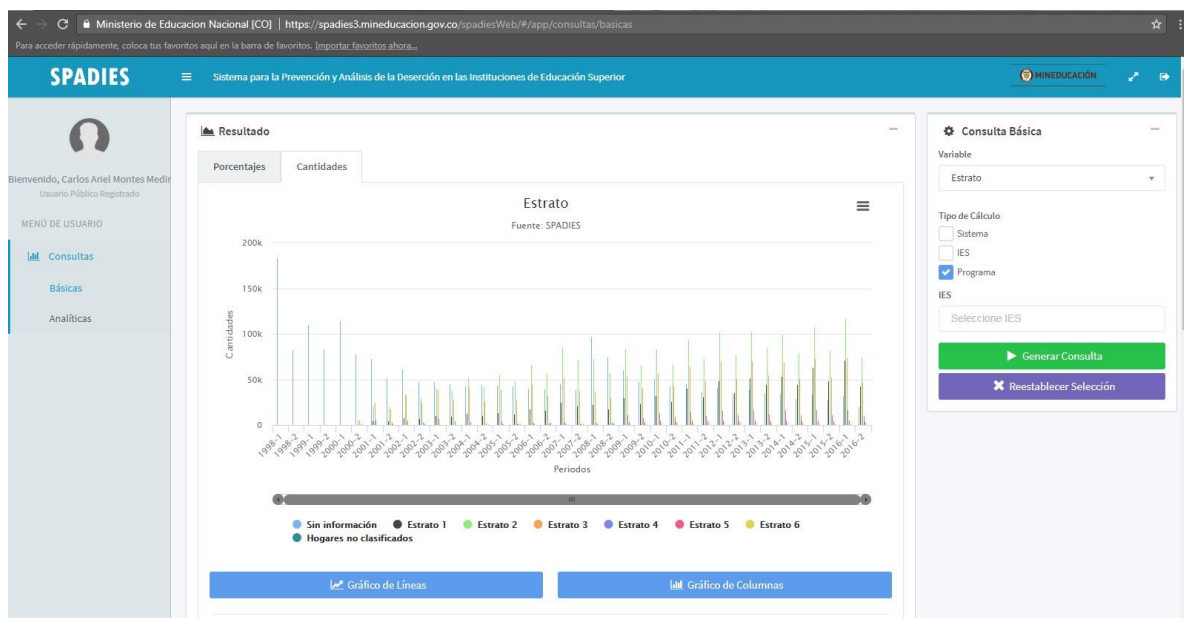 Ministerio de Educacion Nacional [CO] | https://spadies3.mineducacion.gov.co/spadiesWeb/#/app/consultas/basicas
Para acceder rápidamente, coloca tus favoritos aquí en la barra de favoritos. Importar favoritos ahora...
SPADIES
Sistema para la Prevención y Análisis de la Deserción en las Instituciones de Educación Superior
MINEDUCACIÓN
Bienvenido, Carlos Ariel Montes Medin
Usuario Público Registrado
MENÚ DE USUARIO
Consultas
Básicas
Analíticas
Resultado
Porcentajes Cantidades
Estrato
Fuente: SPADIES
Cantidades
200k
150k
100k
50k
0
1998-1 1998-2 1999-1 1999-2 2000-1 2000-2 2001-1 2001-2 2002-1 2002-2 2003-1 2003-2 2004-1 2004-2 2005-1 2005-2 2006-1 2006-2 2007-1 2007-2 2008-1 2008-2 2009-1 2009-2 2010-1 2010-2 2011-1 2011-2 2012-1 2012-2 2013-1 2013-2 2014-1 2014-2 2015-1 2015-2 2016-1 2016-2
Periodos
Sin información Estrato 1 Estrato 2 Estrato 3 Estrato 4 Estrato 5 Estrato 6
Hogares no clasificados
Gráfico de Líneas Gráfico de Columnas
Consulta Básica
Variable
Estrato
Tipo de Cálculo
Sistema
IES
Programa
IES
Seleccione IES
Generar Consulta
Reestablecer Selección